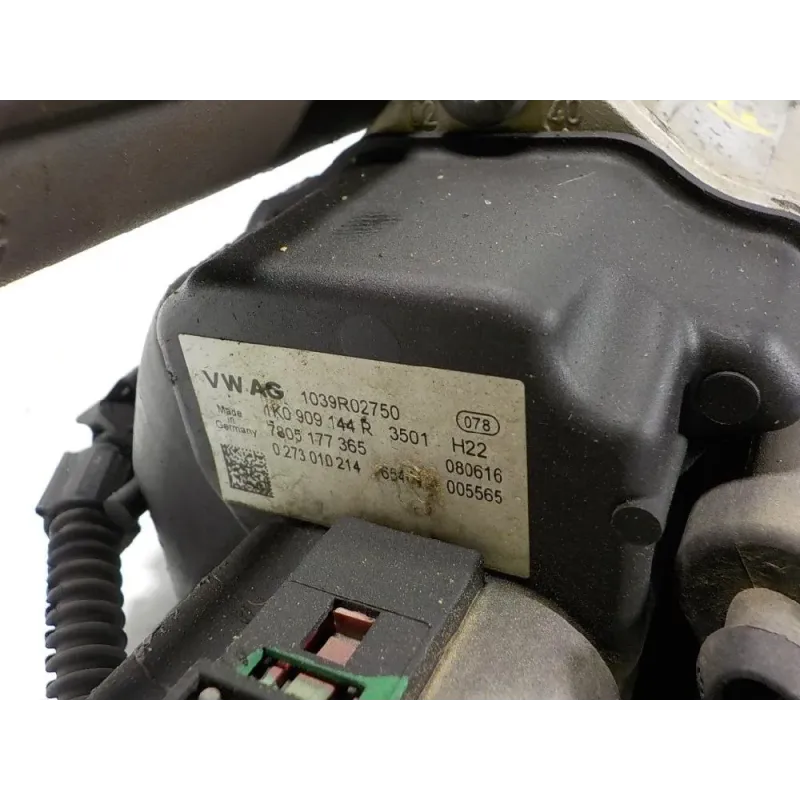 VW AG 1039R02750 078
Made in Germany
1K0 909 144 R 3501 H22
7805 177 365 080616
0 273 010 214 005565